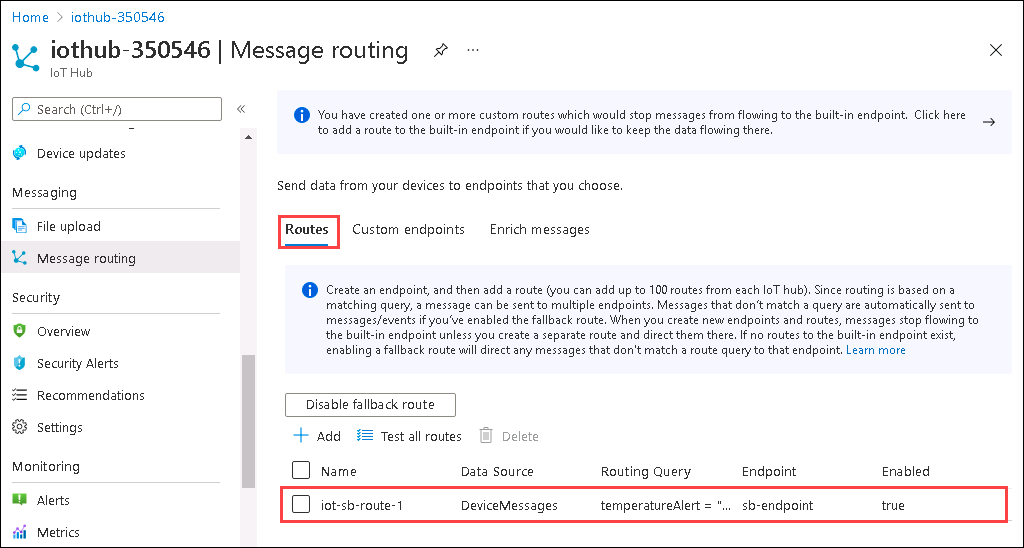 Home > iothub-350546
iothub-350546 | Message routing ...
IoT Hub
Search (Ctrl+/)
«
Device updates
Messaging
File upload
Message routing
Security
Overview
Security Alerts
Recommendations
Settings
Monitoring
Alerts
Metrics
You have created one or more custom routes which would stop messages from flowing to the built-in endpoint. Click here
to add a route to the built-in endpoint if you would like to keep the data flowing there.
Send data from your devices to endpoints that you choose.
Routes Custom endpoints Enrich messages
Create an endpoint, and then add a route (you can add up to 100 routes from each IoT hub). Since routing is based on a
matching query, a message can be sent to multiple endpoints. Messages that don't match a query are automatically sent to
messages/events if you've enabled the fallback route. When you create new endpoints and routes, messages stop flowing to
the built-in endpoint unless you create a separate route and direct them there. If no routes to the built-in endpoint exist,
enabling a fallback route will direct any messages that don't match a route query to that endpoint. Learn more
Disable fallback route
Add Test all routes Delete
Name Data Source Routing Query Endpoint Enabled
iot-sb-route-1 DeviceMessages temperatureAlert = "... sb-endpoint true